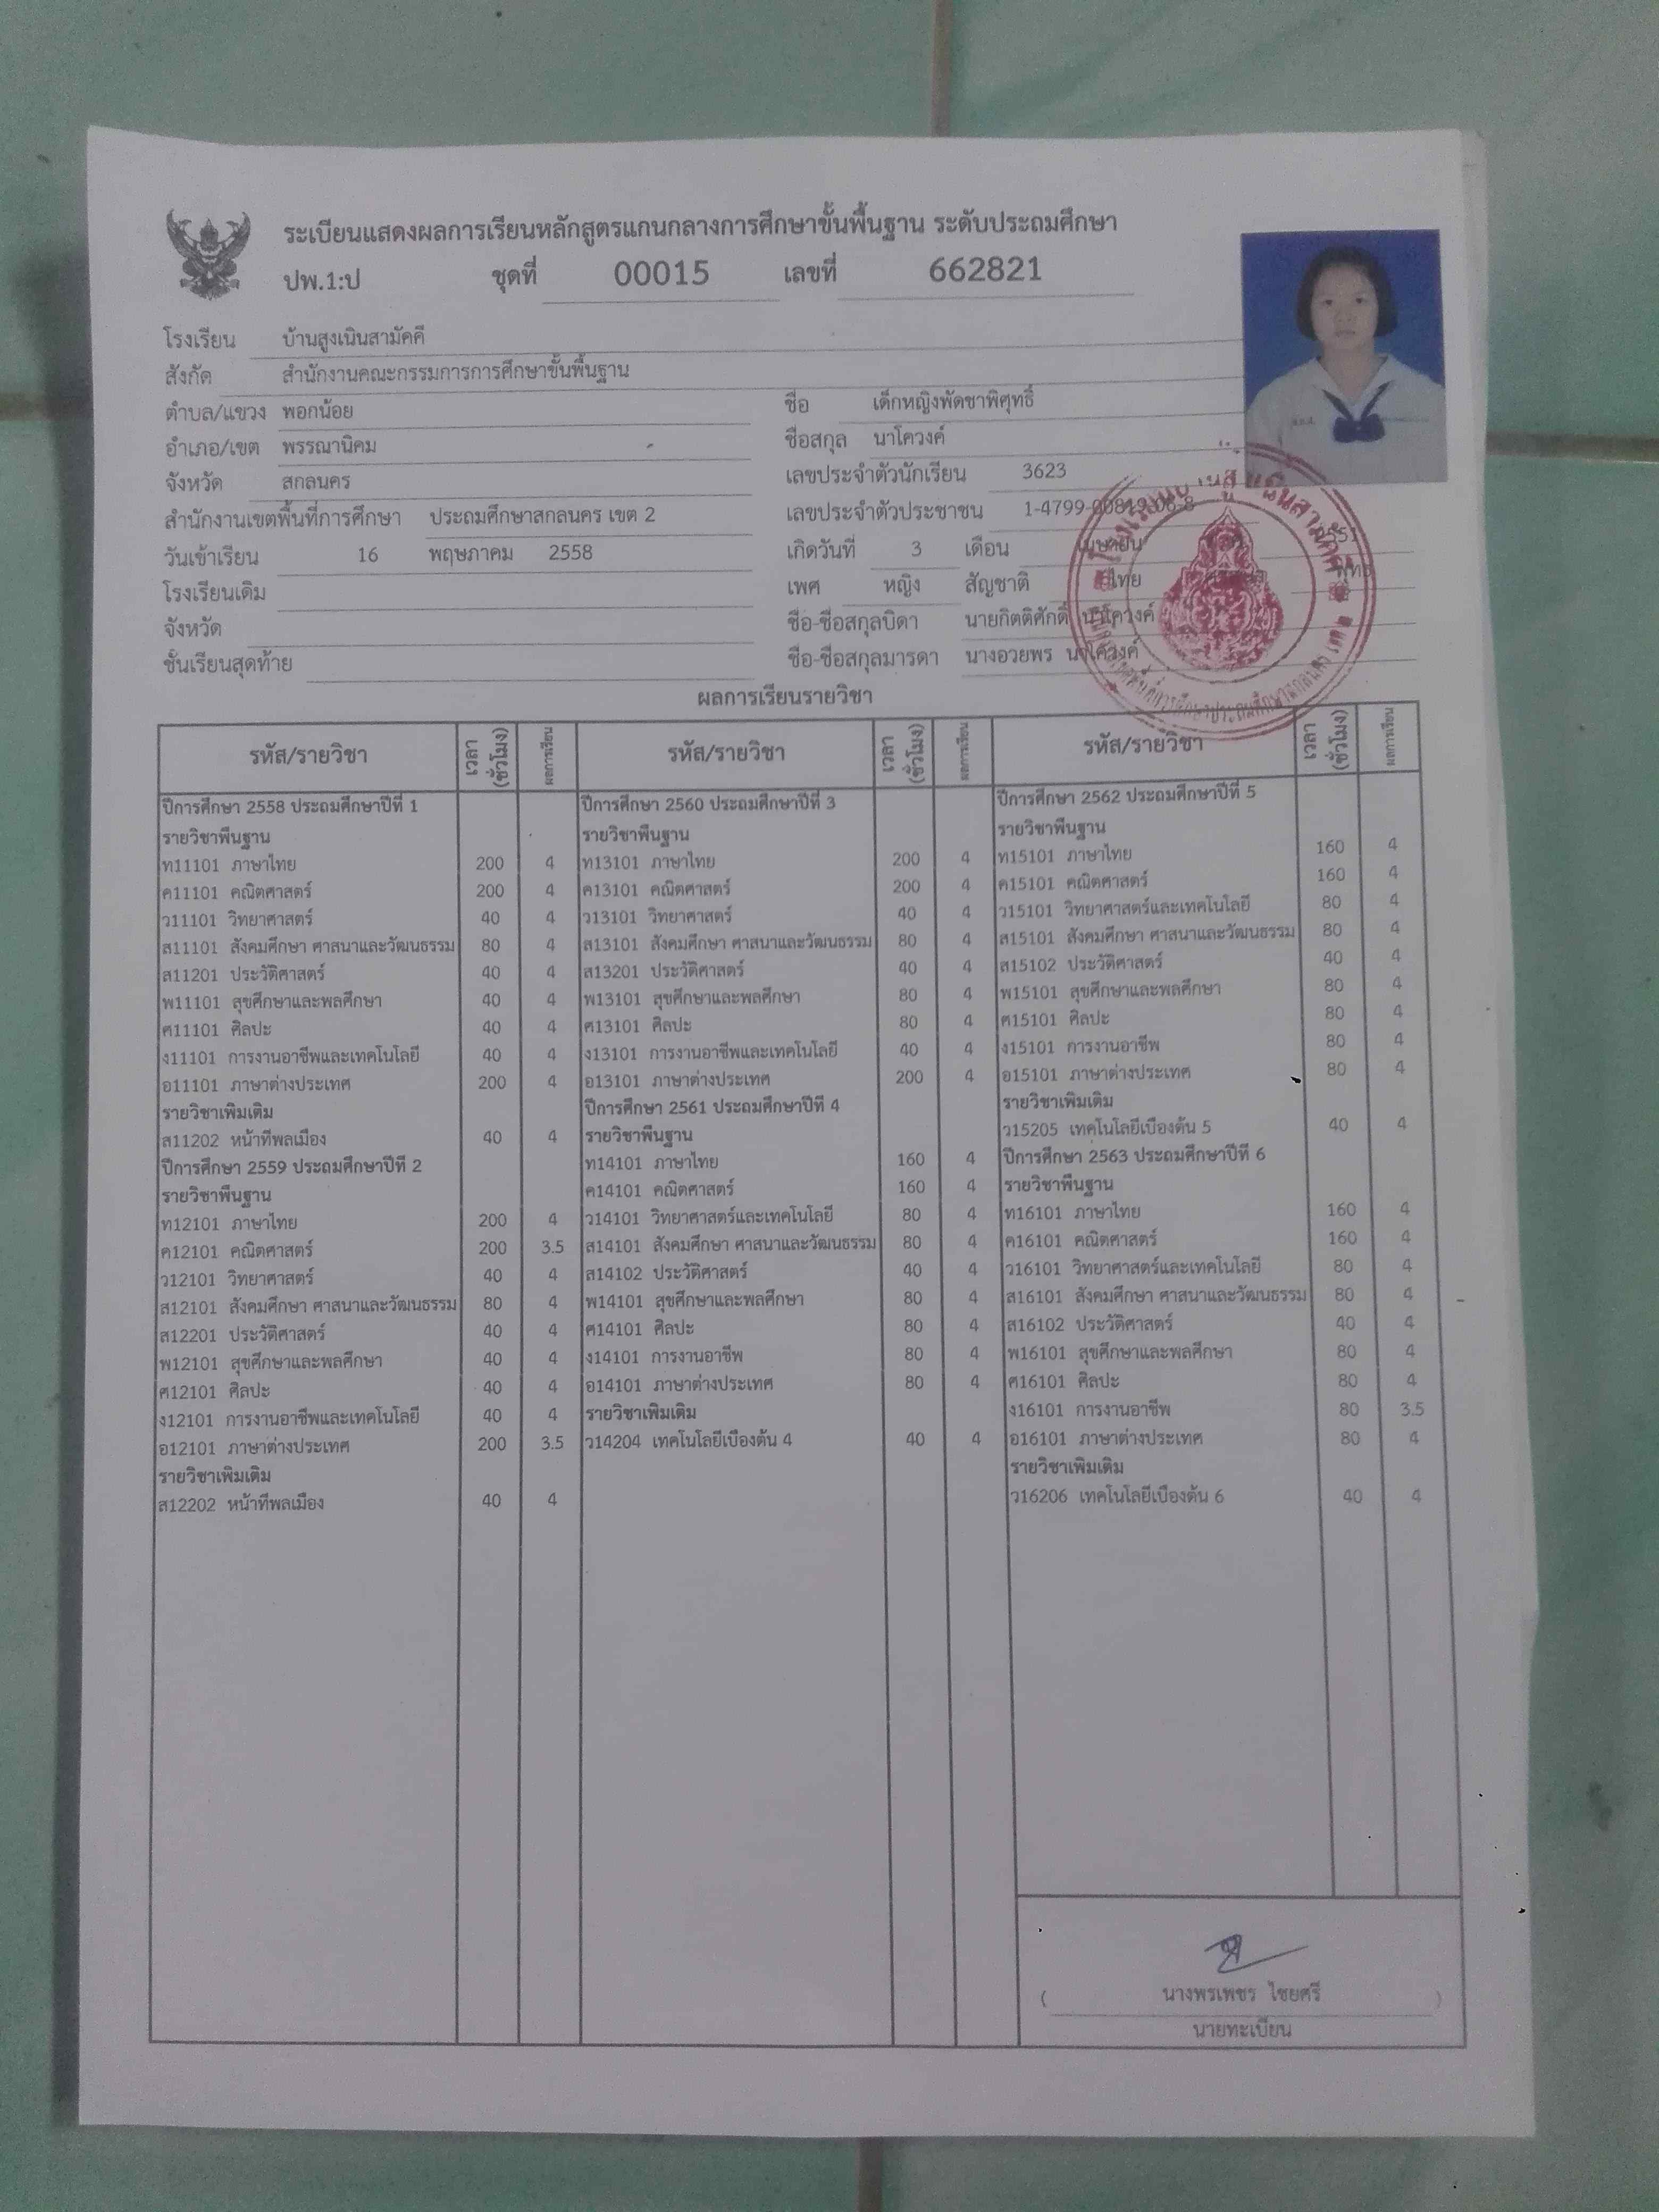 ระเบียนแสดงผลการเรียนหลักสูตรแกนกลางการศึกษาขั้นพื้นฐาน ระดับประถมศึกษา
ปพ.1:ป ชุดที่ 00015 เลขที่ 662821
โรงเรียน บ้านสูงเนินสามัคคี
สังกัด สำนักงานคณะกรรมการการศึกษาขั้นพื้นฐาน
ตำบล/แขวง พอกน้อย
อำเภอ/เขต พรรณานิคม
จังหวัด สกลนคร
สำนักงานเขตพื้นที่การศึกษา ประถมศึกษาสกลนคร เขต 2
วันเข้าเรียน 16 พฤษภาคม 2558
โรงเรียนเดิม
จังหวัด
ชั้นเรียนสุดท้าย
ชื่อ เด็กหญิงพัดชาพิศุทธิ์
ชื่อสกุล นาโควงค์
เลขประจำตัวนักเรียน 3623
เลขประจำตัวประชาชน 1-4799-00819-06-8
เกิดวันที่ 3 เดือน เมษายน 2551
เพศ หญิง สัญชาติ ไทย พุทธ
ชื่อ-ชื่อสกุลบิดา นายกิตติศักดิ์ นาโควงค์
ชื่อ-ชื่อสกุลมารดา นางอวยพร นาโควงค์
ผลการเรียนรายวิชา
รหัส/รายวิชา เวลา (ชั่วโมง) ผลการเรียน
ปีการศึกษา 2558 ประถมศึกษาปีที่ 1
รายวิชาพื้นฐาน
ท11101 ภาษาไทย 200 4
ค11101 คณิตศาสตร์ 200 4
ว11101 วิทยาศาสตร์ 40 4
ส11101 สังคมศึกษา ศาสนาและวัฒนธรรม 80 4
ส11201 ประวัติศาสตร์ 40 4
พ11101 สุขศึกษาและพลศึกษา 40 4
ศ11101 ศิลปะ 40 4
ง11101 การงานอาชีพและเทคโนโลยี 40 4
อ11101 ภาษาต่างประเทศ 200 4
รายวิชาเพิ่มเติม
ส11202 หน้าที่พลเมือง 40 4
ปีการศึกษา 2559 ประถมศึกษาปีที่ 2
รายวิชาพื้นฐาน
ท12101 ภาษาไทย 200 4
ค12101 คณิตศาสตร์ 200 3.5
ว12101 วิทยาศาสตร์ 40 4
ส12101 สังคมศึกษา ศาสนาและวัฒนธรรม 80 4
ส12201 ประวัติศาสตร์ 40 4
พ12101 สุขศึกษาและพลศึกษา 40 4
ศ12101 ศิลปะ 40 4
ง12101 การงานอาชีพและเทคโนโลยี 40 4
อ12101 ภาษาต่างประเทศ 200 3.5
รายวิชาเพิ่มเติม
ส12202 หน้าที่พลเมือง 40 4
รหัส/รายวิชา เวลา (ชั่วโมง) ผลการเรียน
ปีการศึกษา 2560 ประถมศึกษาปีที่ 3
รายวิชาพื้นฐาน
ท13101 ภาษาไทย 200 4
ค13101 คณิตศาสตร์ 200 4
ว13101 วิทยาศาสตร์ 40 4
ส13101 สังคมศึกษา ศาสนาและวัฒนธรรม 80 4
ส13201 ประวัติศาสตร์ 40 4
พ13101 สุขศึกษาและพลศึกษา 80 4
ศ13101 ศิลปะ 80 4
ง13101 การงานอาชีพและเทคโนโลยี 40 4
อ13101 ภาษาต่างประเทศ 200 4
ปีการศึกษา 2561 ประถมศึกษาปีที่ 4
รายวิชาพื้นฐาน
ท14101 ภาษาไทย 160 4
ค14101 คณิตศาสตร์ 160 4
ว14101 วิทยาศาสตร์และเทคโนโลยี 80 4
ส14101 สังคมศึกษา ศาสนาและวัฒนธรรม 80 4
ส14102 ประวัติศาสตร์ 40 4
พ14101 สุขศึกษาและพลศึกษา 80 4
ศ14101 ศิลปะ 80 4
ง14101 การงานอาชีพ 80 4
อ14101 ภาษาต่างประเทศ 80 4
รายวิชาเพิ่มเติม
ว14204 เทคโนโลยีเบื้องต้น 4 40 4
รหัส/รายวิชา เวลา (ชั่วโมง) ผลการเรียน
ปีการศึกษา 2562 ประถมศึกษาปีที่ 5
รายวิชาพื้นฐาน
ท15101 ภาษาไทย 160 4
ค15101 คณิตศาสตร์ 160 4
ว15101 วิทยาศาสตร์และเทคโนโลยี 80 4
ส15101 สังคมศึกษา ศาสนาและวัฒนธรรม 80 4
ส15102 ประวัติศาสตร์ 40 4
พ15101 สุขศึกษาและพลศึกษา 80 4
ศ15101 ศิลปะ 80 4
ง15101 การงานอาชีพ 80 4
อ15101 ภาษาต่างประเทศ 80 4
รายวิชาเพิ่มเติม
ว15205 เทคโนโลยีเบื้องต้น 5 40 4
ปีการศึกษา 2563 ประถมศึกษาปีที่ 6
รายวิชาพื้นฐาน
ท16101 ภาษาไทย 160 4
ค16101 คณิตศาสตร์ 160 4
ว16101 วิทยาศาสตร์และเทคโนโลยี 80 4
ส16101 สังคมศึกษา ศาสนาและวัฒนธรรม 80 4
ส16102 ประวัติศาสตร์ 40 4
พ16101 สุขศึกษาและพลศึกษา 80 4
ศ16101 ศิลปะ 80 4
ง16101 การงานอาชีพ 80 3.5
อ16101 ภาษาต่างประเทศ 80 4
รายวิชาเพิ่มเติม
ว16206 เทคโนโลยีเบื้องต้น 6 40 4
( นางพรเพชร ไชยศรี )
นายทะเบียน